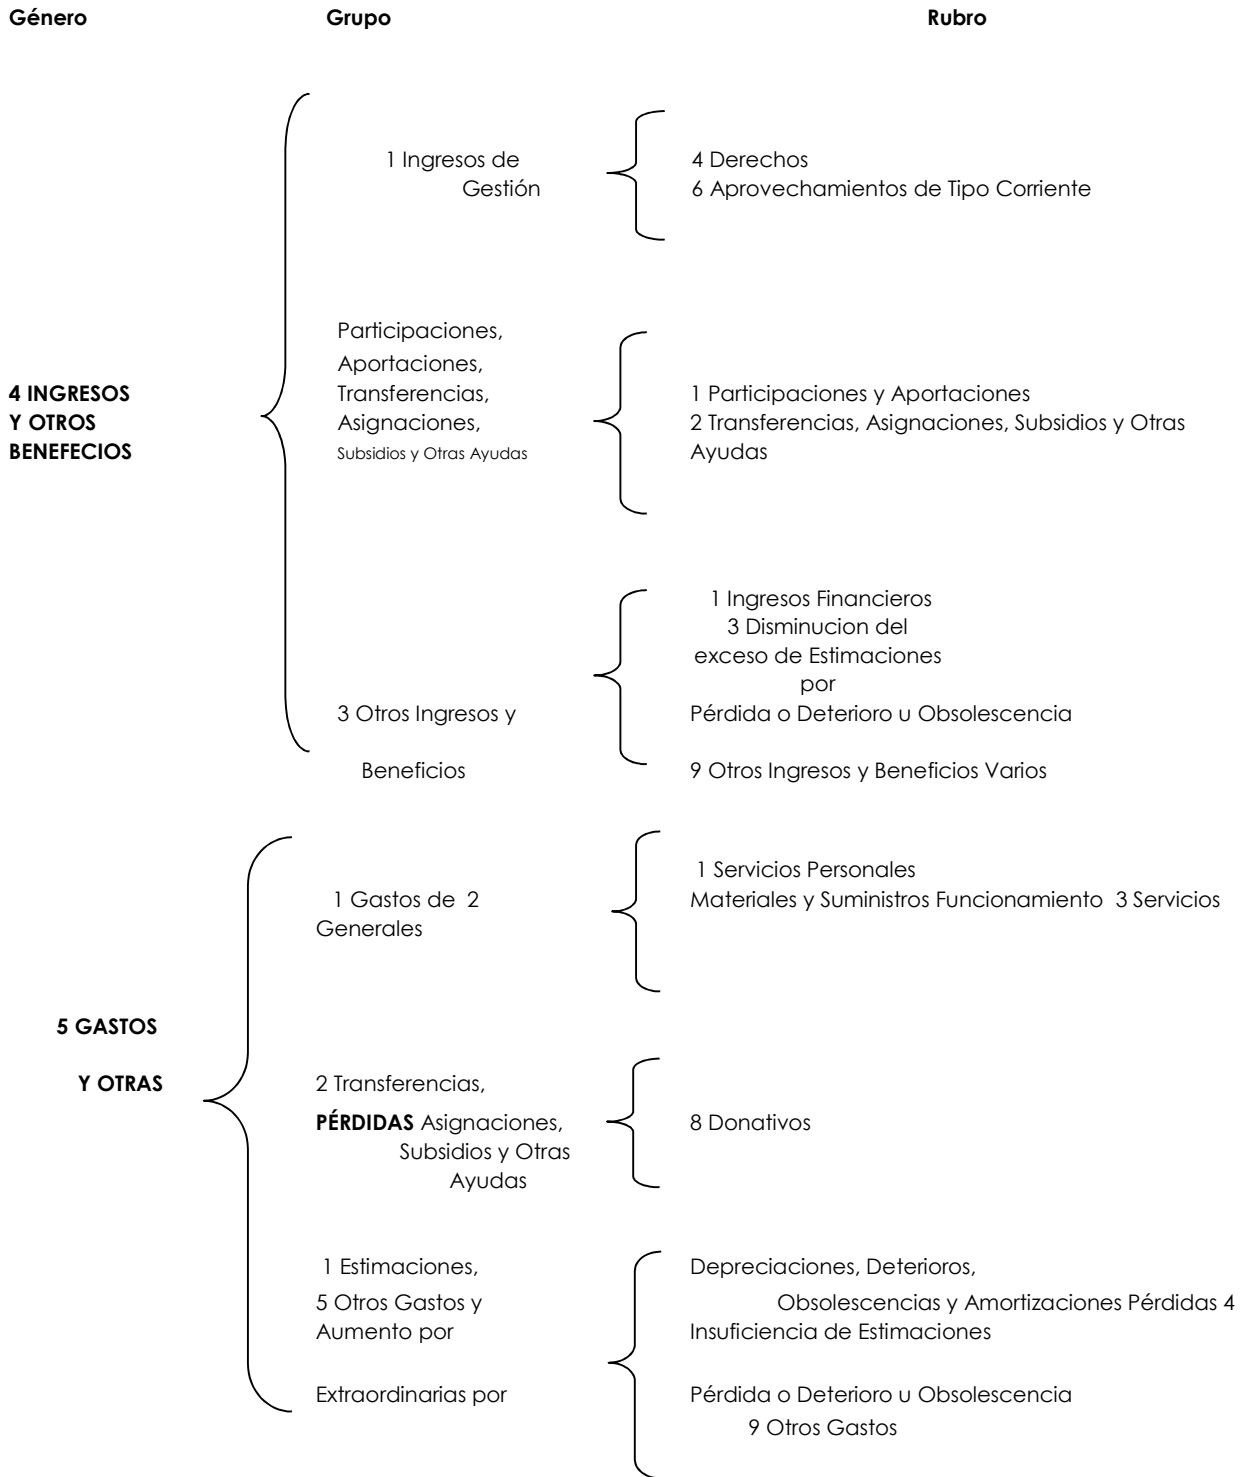 Género Grupo Rubro
1 Ingresos de
Gestión
4 Derechos
6 Aprovechamientos de Tipo Corriente
4 INGRESOS
Y OTROS
BENEFECIOS
Participaciones,
Aportaciones,
Transferencias,
Asignaciones,
Subsidios y Otras Ayudas
1 Participaciones y Aportaciones
2 Transferencias, Asignaciones, Subsidios y Otras
Ayudas
3 Otros Ingresos y
Beneficios
1 Ingresos Financieros
3 Disminucion del
exceso de Estimaciones
por
Pérdida o Deterioro u Obsolescencia
9 Otros Ingresos y Beneficios Varios
1 Gastos de 2
Generales
1 Servicios Personales
Materiales y Suministros Funcionamiento 3 Servicios
5 GASTOS
Y OTRAS
2 Transferencias,
PÉRDIDAS Asignaciones,
Subsidios y Otras
Ayudas
8 Donativos
1 Estimaciones,
5 Otros Gastos y
Aumento por
Extraordinarias por
Depreciaciones, Deterioros,
Obsolescencias y Amortizaciones Pérdidas 4
Insuficiencia de Estimaciones
Pérdida o Deterioro u Obsolescencia
9 Otros Gastos